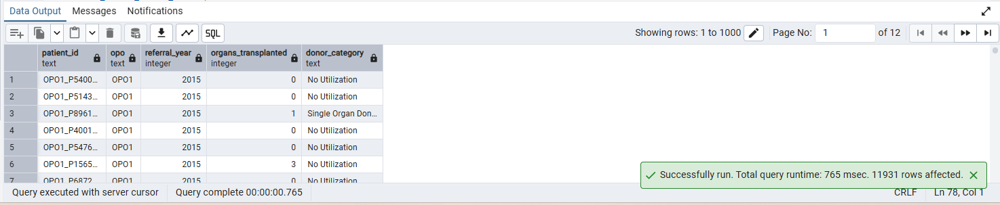 Data Output Messages Notifications
SQL Showing rows: 1 to 1000 Page No: 1 of 12
patient_id opo referral_year organs_transplanted donor_category
text text integer integer text
1 OPO1_P5400... OPO1 2015 0 No Utilization
2 OPO1_P5143... OPO1 2015 0 No Utilization
3 OPO1_P8961... OPO1 2015 1 Single Organ Don...
4 OPO1_P4001... OPO1 2015 0 No Utilization
5 OPO1_P5476... OPO1 2015 0 No Utilization
6 OPO1_P1565... OPO1 2015 3 No Utilization
7 OPO1_P6872 OPO1 2015 0 No Utilization
Successfully run. Total query runtime: 765 msec. 11931 rows affected.
Query executed with server cursor Query complete 00:00:00.765 CRLF Ln 78, Col 1